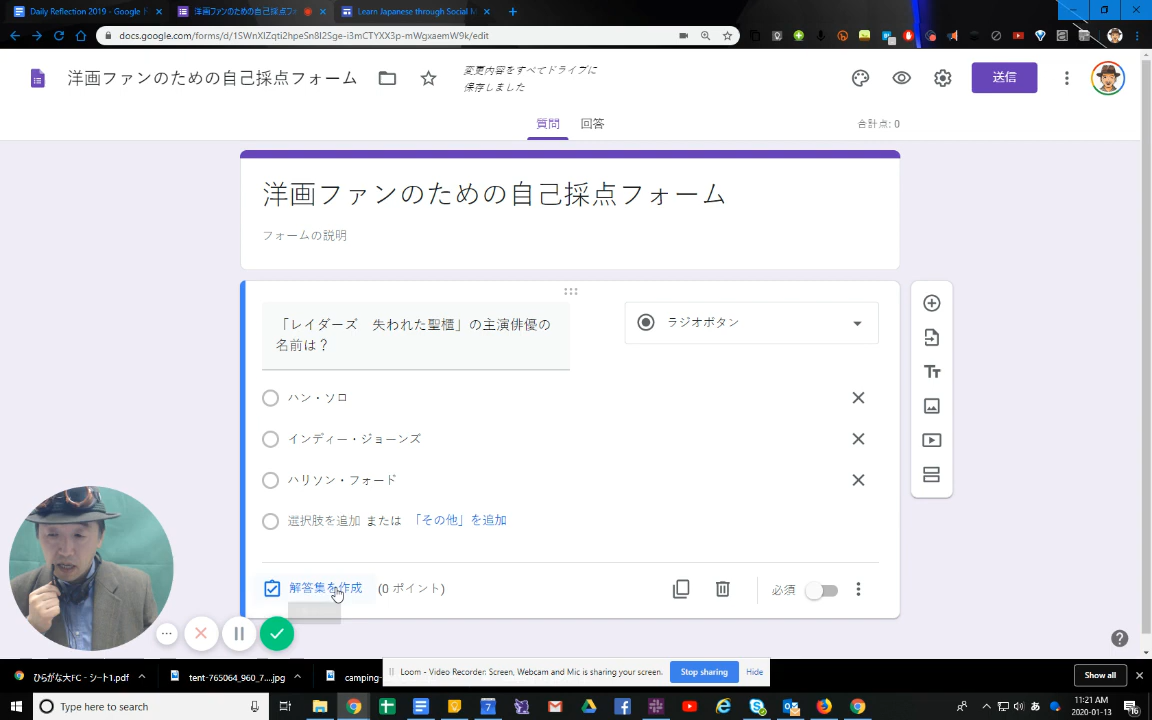 Daily Reflection 2019 - Google
洋画ファンのための自己採点フォ
Learn Japanese through Social M
docs.google.com/forms/d/1SWnXlZqti2hpeSn8I2Sge-i3mCTYXX3p-mWgxaemW9k/edit
洋画ファンのための自己採点フォーム
変更内容をすべてドライブに
保存しました
送信
質問
回答
合計点: 0
洋画ファンのための自己採点フォーム
フォームの説明
「レイダーズ 失われた聖櫃」の主演俳優の
名前は?
ラジオボタン
ハン・ソロ
インディー・ジョーンズ
ハリソン・フォード
選択肢を追加 または 「その他」を追加
解答集を作成 (0 ポイント)
必須
Loom - Video Recorder: Screen, Webcam and Mic is sharing your screen.
Stop sharing
Hide
ひらがな大FC - シート1.pdf
tent-765064_960_7....jpg
camping-
Show all
Type here to search
11:21 AM
2020-01-13